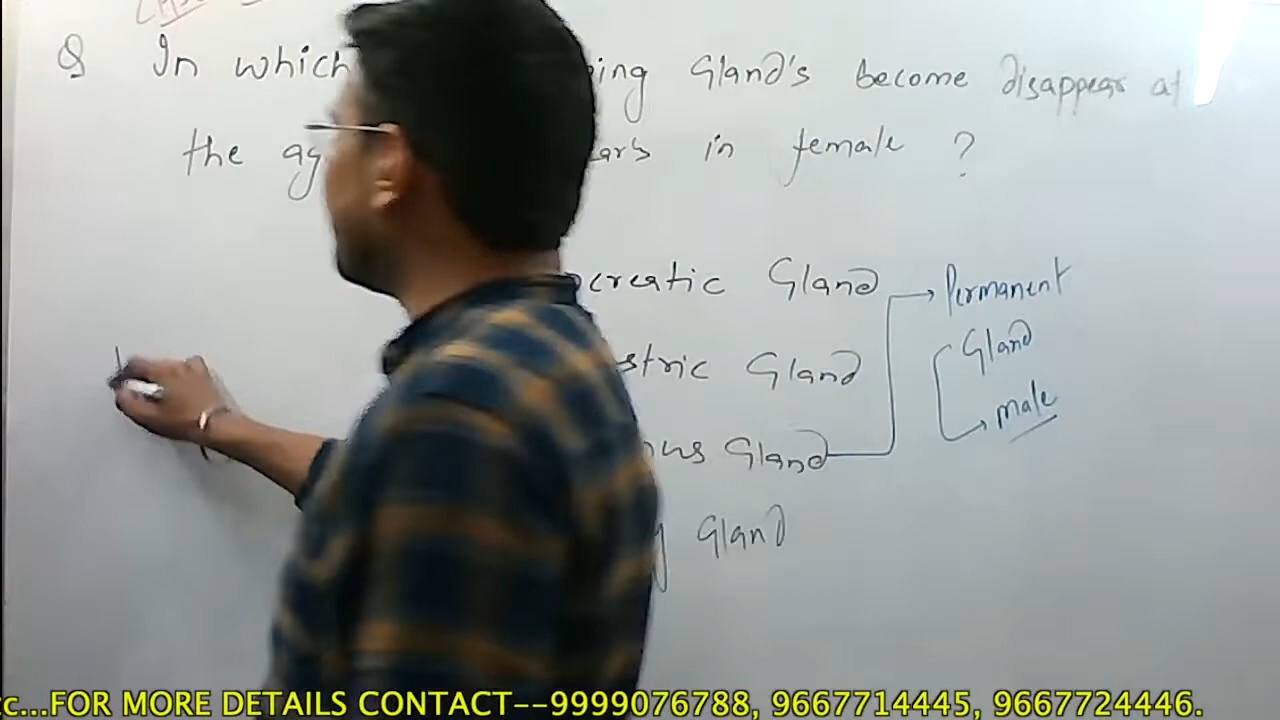 Q In which ing Gland's become disappear at
the ag ars in female ?
creatic Gland
Permanent
Gland
male
stric Gland
us Gland
y Gland
c...FOR MORE DETAILS CONTACT--9999076788, 9667714445, 9667724446.